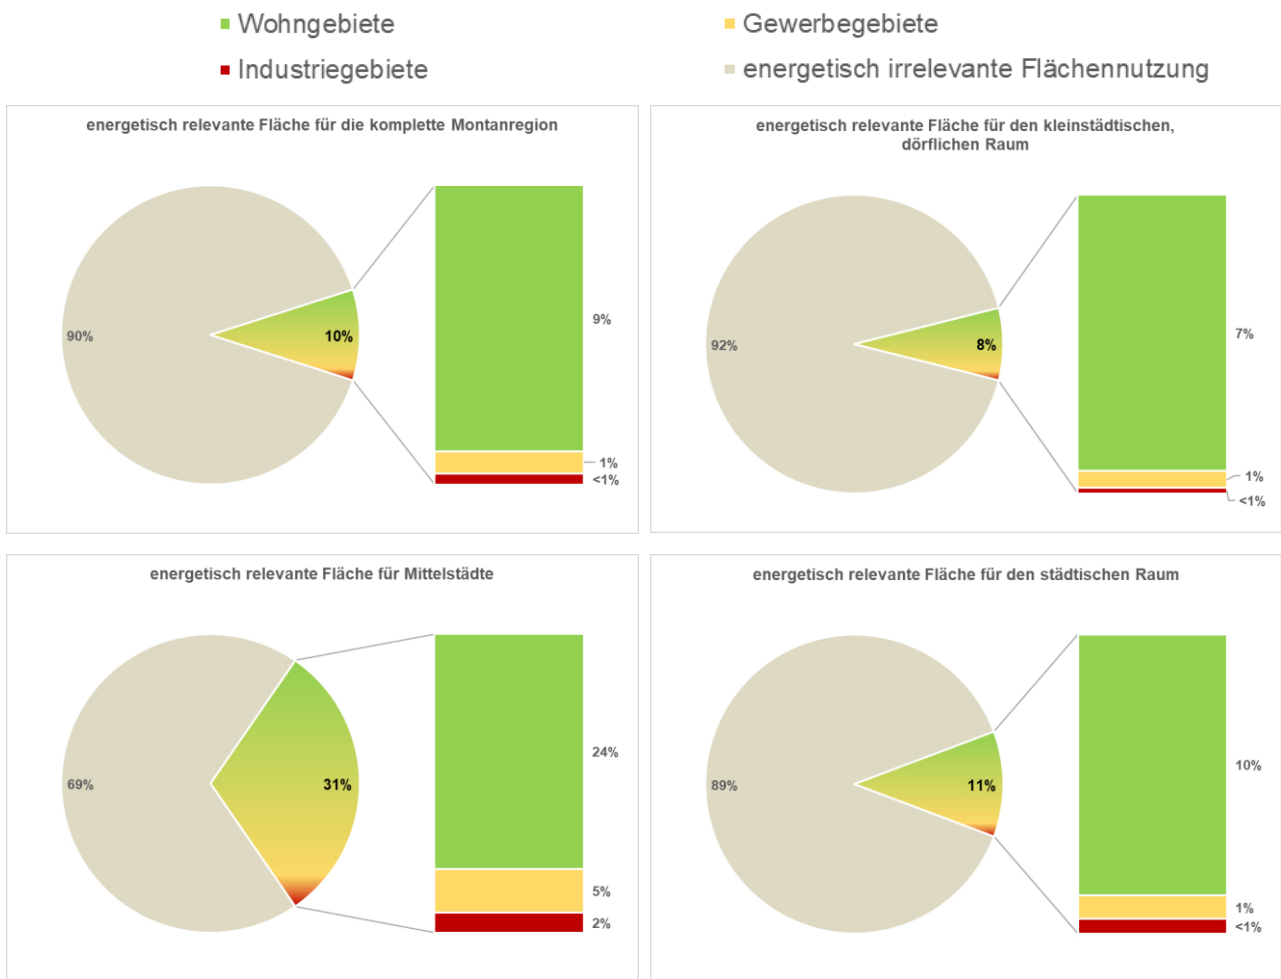 Wohngebiete
Gewerbegebiete
Industriegebiete
energetisch irrelevante Flächennutzung
energetisch relevante Fläche für die komplette Montanregion
90%
10%
9%
1%
<1%
energetisch relevante Fläche für den kleinstädtischen,
dörflichen Raum
92%
8%
7%
1%
<1%
energetisch relevante Fläche für Mittelstädte
69%
31%
24%
5%
2%
energetisch relevante Fläche für den städtischen Raum
89%
11%
10%
1%
<1%